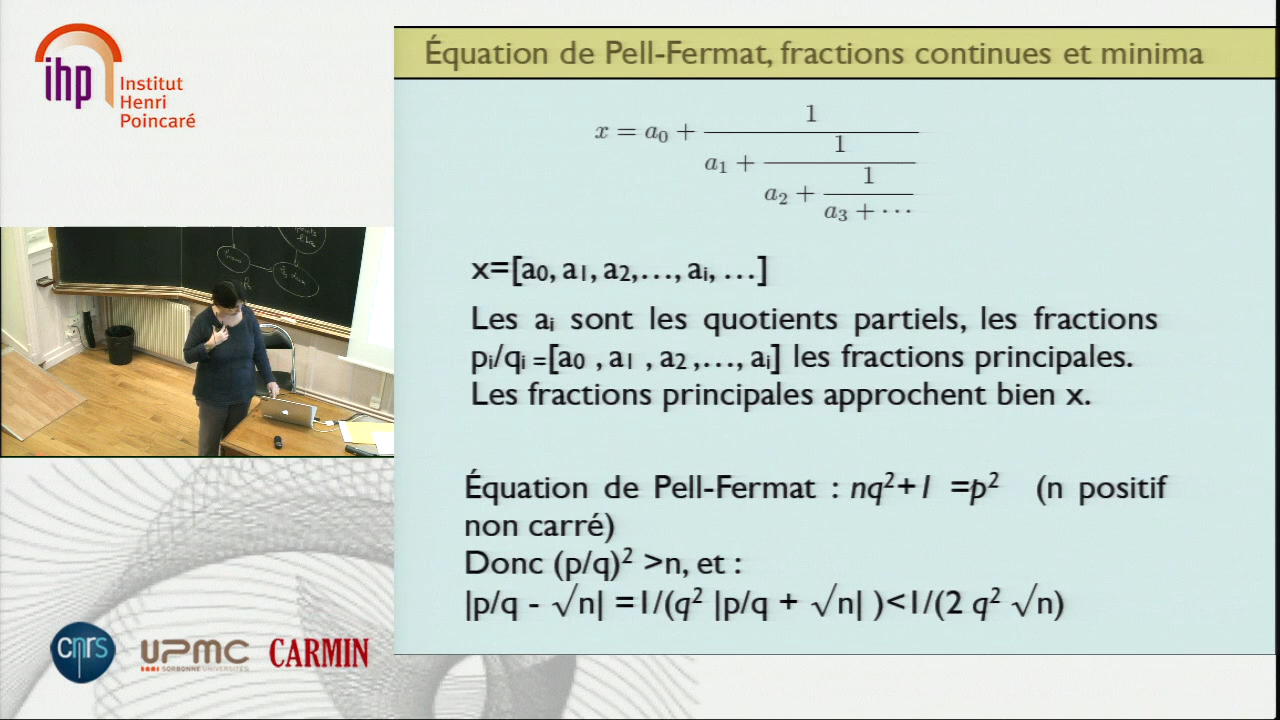 ihp
Institut
Henri
Poincaré
Équation de Pell-Fermat, fractions continues et minima
x = a₀ + 1
a₁ + 1
a₂ + 1
a₃ + ···
x=[a₀, a₁, a₂,…, aᵢ, …]
Les aᵢ sont les quotients partiels, les fractions
pᵢ/qᵢ =[a₀ , a₁ , a₂ ,…, aᵢ] les fractions principales.
Les fractions principales approchent bien x.
Équation de Pell-Fermat : nq²+1 =p² (n positif
non carré)
Donc (p/q)² >n, et :
|p/q - √n| =1/(q² |p/q + √n| )<1/(2 q² √n)
cnrs
UPMC
SORBONNE UNIVERSITÉS
CARMIN